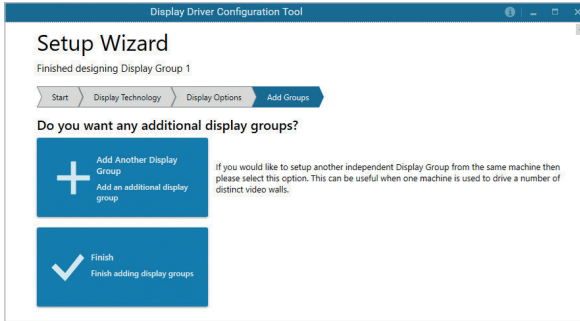 Display Driver Configuration Tool
Setup Wizard
Finished designing Display Group 1
Start
Display Technology
Display Options
Add Groups
Do you want any additional display groups?
Add Another Display
Group
Add an additional display
group
If you would like to setup another independent Display Group from the same machine then
please select this option. This can be useful when one machine is used to drive a number of
distinct video walls.
Finish
Finish adding display groups